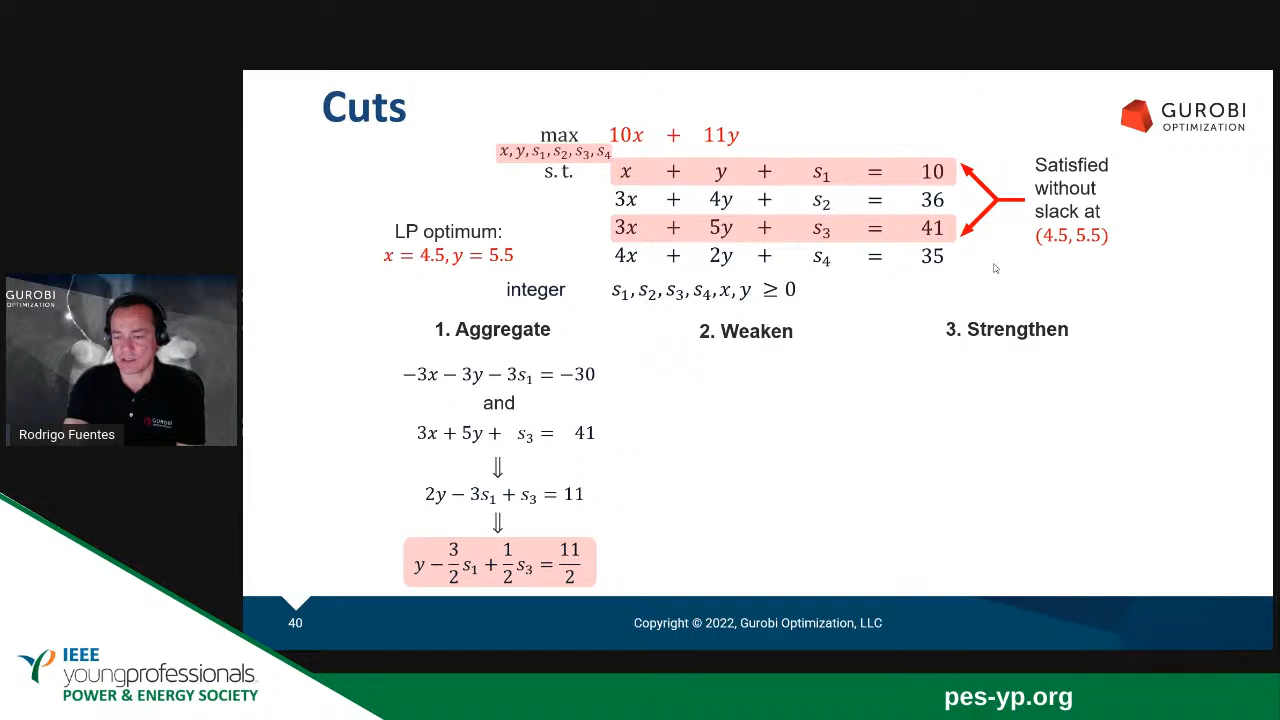 Cuts
GUROBI
OPTIMIZATION
max 10x + 11y
x, y, s₁, s₂, s₃, s₄
s. t. x + y + s₁ = 10
3x + 4y + s₂ = 36
3x + 5y + s₃ = 41
4x + 2y + s₄ = 35
Satisfied
without
slack at
(4.5, 5.5)
LP optimum:
x = 4.5, y = 5.5
integer s₁, s₂, s₃, s₄, x, y ≥ 0
1. Aggregate
2. Weaken
3. Strengthen
−3x − 3y − 3s₁ = −30
and
3x + 5y + s₃ = 41
⇓
2y − 3s₁ + s₃ = 11
⇓
y − 3/2 s₁ + 1/2 s₃ = 11/2
GUROBI
OPTIMIZATION
GUROBI
Rodrigo Fuentes
40
Copyright © 2022, Gurobi Optimization, LLC
IEEE
youngprofessionals
POWER & ENERGY SOCIETY
pes-yp.org